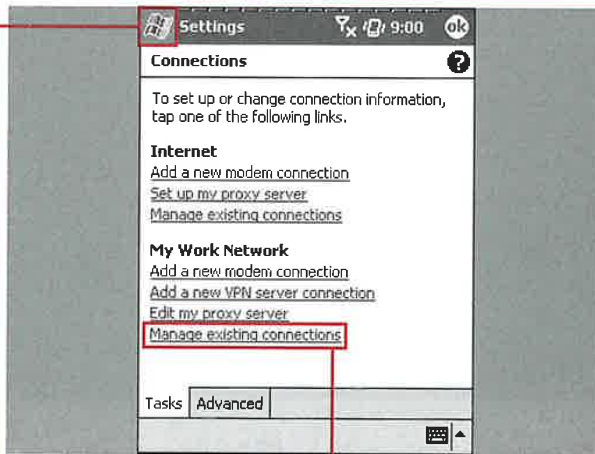 Settings 9:00 ok
Connections ?
To set up or change connection information,
tap one of the following links.
Internet
Add a new modem connection
Set up my proxy server
Manage existing connections
My Work Network
Add a new modem connection
Add a new VPN server connection
Edit my proxy server
Manage existing connections
Tasks Advanced